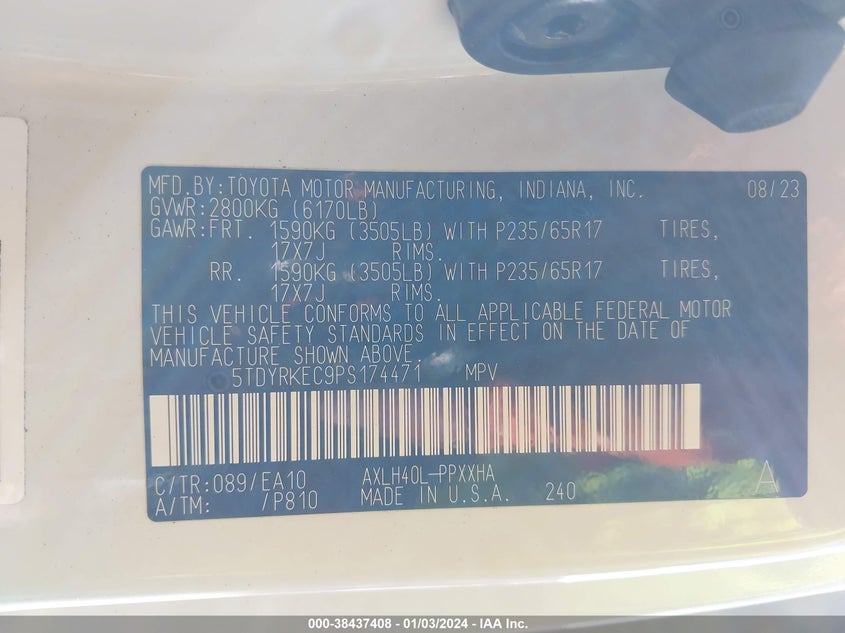 MFD.BY:TOYOTA MOTOR MANUFACTURING, INDIANA, INC. 08/23
GVWR:2800KG (6170LB)
GAWR:FRT. 1590KG (3505LB) WITH P235/65R17 TIRES,
17X7J RIMS.
RR. 1590KG (3505LB) WITH P235/65R17 TIRES,
17X7J RIMS.
THIS VEHICLE CONFORMS TO ALL APPLICABLE FEDERAL MOTOR
VEHICLE SAFETY STANDARDS IN EFFECT ON THE DATE OF
MANUFACTURE SHOWN ABOVE.
5TDYRKEC9PS174471 MPV
C/TR:089/EA10 AXLH40L-PPXXHA A
A/TM: /P810 MADE IN U.S.A. 240
000-38437408 - 01/03/2024 - IAA Inc.